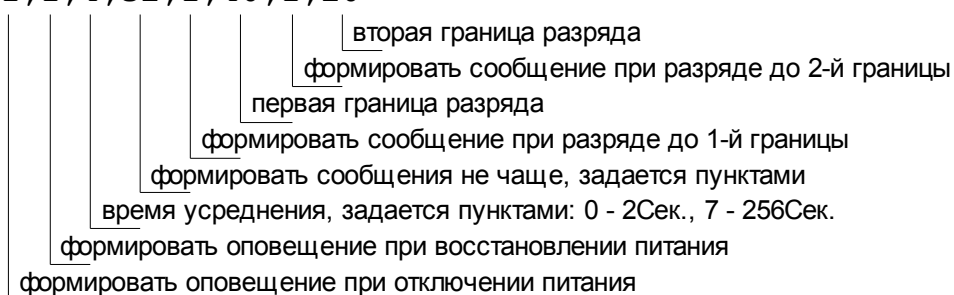 вторая граница разряда
формировать сообщение при разряде до 2-й границы
первая граница разряда
формировать сообщение при разряде до 1-й границы
формировать сообщения не чаще, задается пунктами
время усреднения, задается пунктами: 0 - 2Сек., 7 - 256Сек.
формировать оповещение при восстановлении питания
формировать оповещение при отключении питания